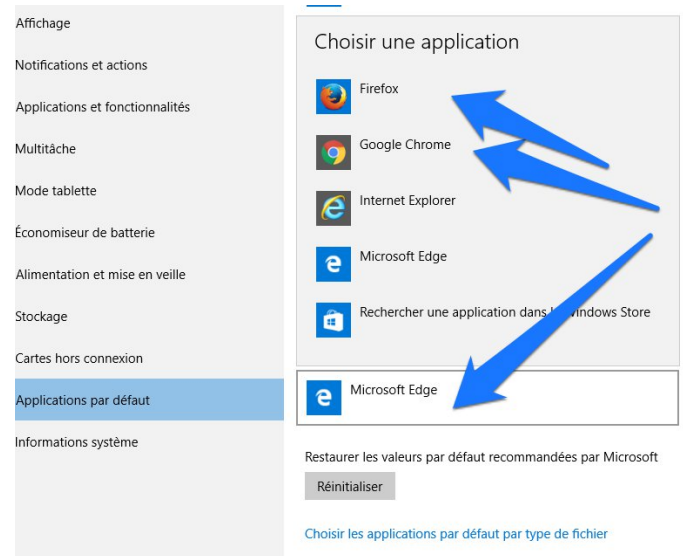 Affichage
Notifications et actions
Applications et fonctionnalités
Multitâche
Mode tablette
Économiseur de batterie
Alimentation et mise en veille
Stockage
Cartes hors connexion
Applications par défaut
Informations système
Choisir une application
Firefox
Google Chrome
Internet Explorer
Microsoft Edge
Rechercher une application dans Windows Store
Microsoft Edge
Restaurer les valeurs par défaut recommandées par Microsoft
Réinitialiser
Choisir les applications par défaut par type de fichier